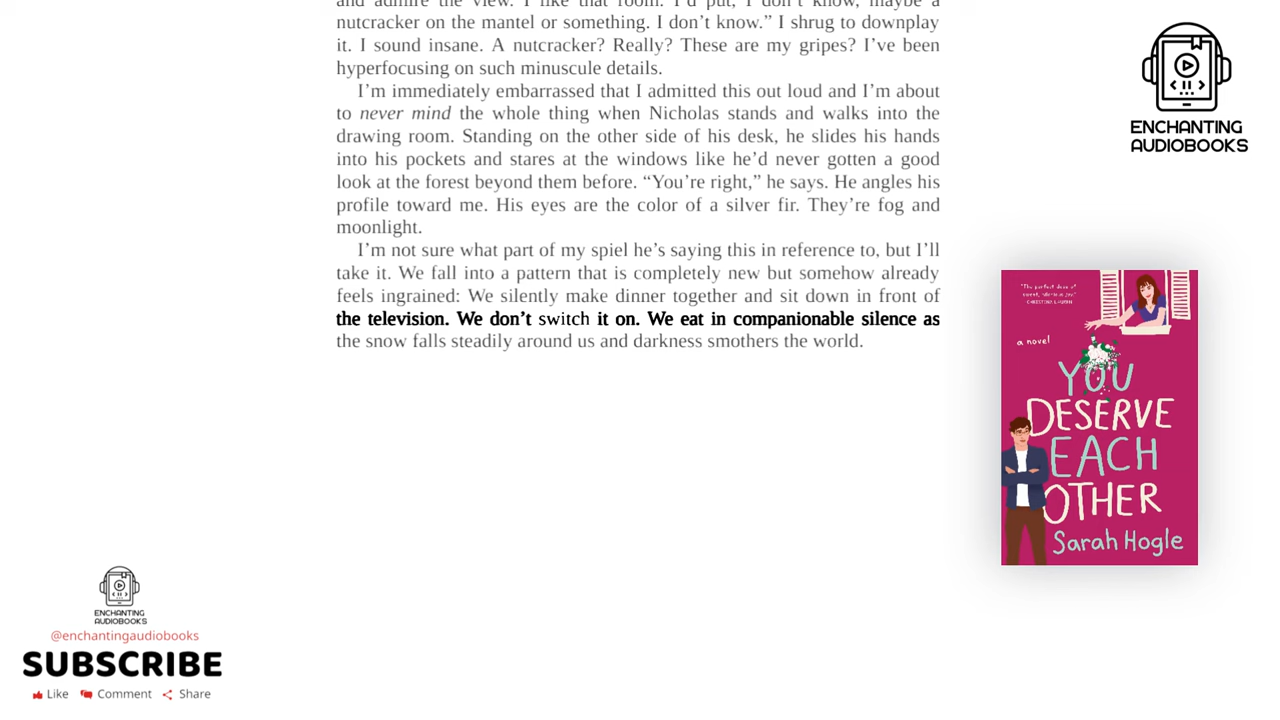 and admire the view. I like that room. I'd put, I don't know, maybe a
nutcracker on the mantel or something. I don't know.” I shrug to downplay
it. I sound insane. A nutcracker? Really? These are my gripes? I’ve been
hyperfocusing on such minuscule details.
I’m immediately embarrassed that I admitted this out loud and I’m about
to never mind the whole thing when Nicholas stands and walks into the
drawing room. Standing on the other side of his desk, he slides his hands
into his pockets and stares at the windows like he’d never gotten a good
look at the forest beyond them before. “You’re right,” he says. He angles his
profile toward me. His eyes are the color of a silver fir. They’re fog and
moonlight.
I’m not sure what part of my spiel he’s saying this in reference to, but I’ll
take it. We fall into a pattern that is completely new but somehow already
feels ingrained: We silently make dinner together and sit down in front of
the television. We don’t switch it on. We eat in companionable silence as
the snow falls steadily around us and darkness smothers the world.
ENCHANTING
AUDIOBOOKS
a novel
YOU
DESERVE
EACH
OTHER
Sarah Hogle
ENCHANTING
AUDIOBOOKS
@enchantingaudiobooks
SUBSCRIBE
Like Comment Share